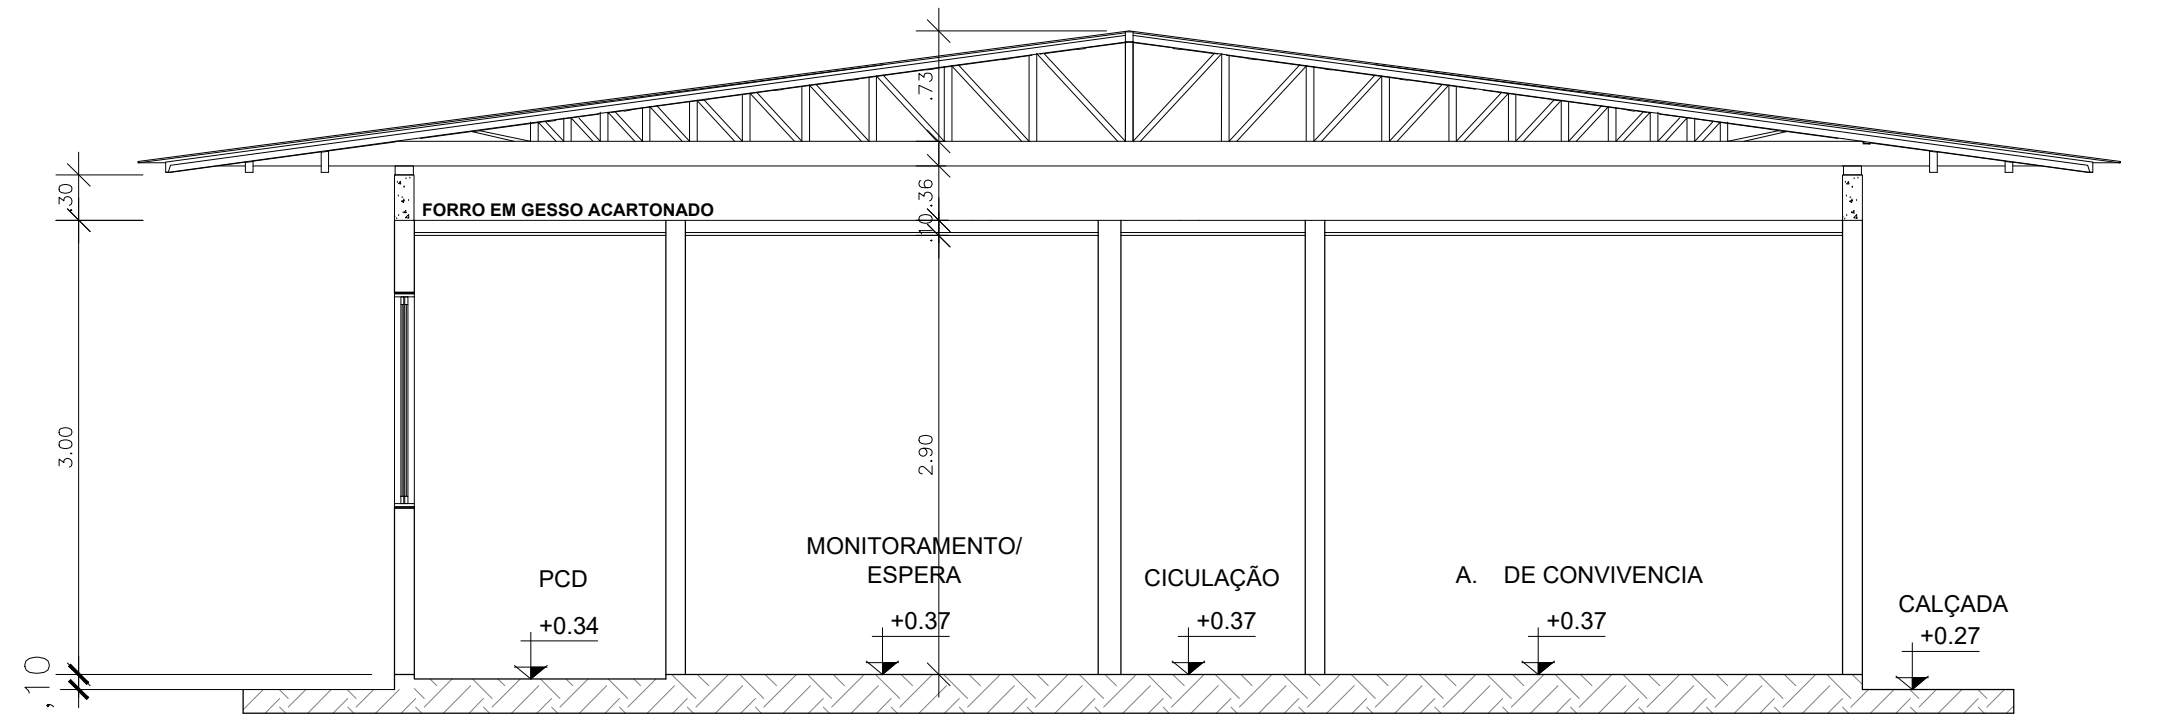 .73
.30
.36
FORRO EM GESSO ACARTONADO
.10
3.00
2.90
MONITORAMENTO/
ESPERA
PCD
CICULAÇÃO
A. DE CONVIVENCIA
CALÇADA
+0.34
+0.37
+0.37
+0.37
+0.27
,10